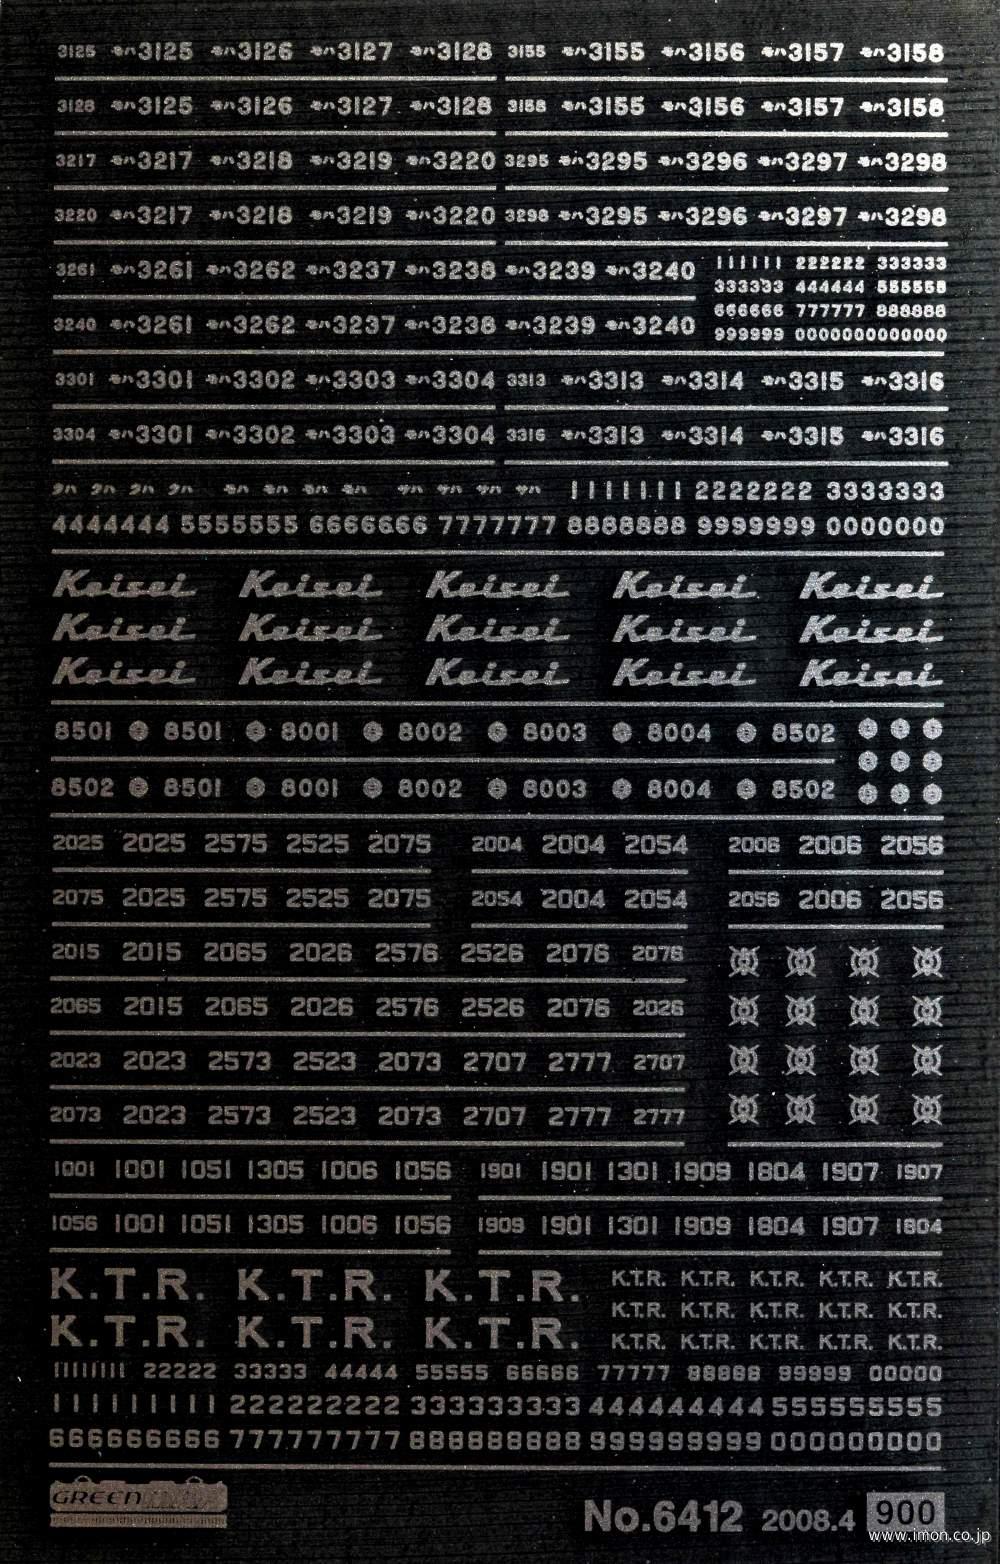 3125 モハ3125 モハ3126 モハ3127 モハ3128 3155 モハ3155 モハ3156 モハ3157 モハ3158
3128 モハ3125 モハ3126 モハ3127 モハ3128 3158 モハ3155 モハ3156 モハ3157 モハ3158
3217 モハ3217 モハ3218 モハ3219 モハ3220 3295 モハ3295 モハ3296 モハ3297 モハ3298
3220 モハ3217 モハ3218 モハ3219 モハ3220 3298 モハ3295 モハ3296 モハ3297 モハ3298
3261 モハ3261 モハ3262 モハ3237 モハ3238 モハ3239 モハ3240
3240 モハ3261 モハ3262 モハ3237 モハ3238 モハ3239 モハ3240
111111 222222 333333
333333 444444 555555
666666 777777 888888
999999 000000000000
3301 モハ3301 モハ3302 モハ3303 モハ3304 3313 モハ3313 モハ3314 モハ3315 モハ3316
3304 モハ3301 モハ3302 モハ3303 モハ3304 3316 モハ3313 モハ3314 モハ3315 モハ3316
クハ クハ クハ クハ モハ モハ モハ モハ サハ サハ サハ サハ 1111111 2222222 3333333
4444444 5555555 6666666 7777777 8888888 9999999 0000000
Keisei Keisei Keisei Keisei Keisei
Keisei Keisei Keisei Keisei Keisei
Keisei Keisei Keisei Keisei Keisei
8501 8501 8001 8002 8003 8004 8502
8502 8501 8001 8002 8003 8004 8502
2025 2025 2575 2525 2075 2004 2004 2054 2006 2006 2056
2075 2025 2575 2525 2075 2054 2004 2054 2056 2006 2056
2015 2015 2065 2026 2576 2526 2076 2076
2065 2015 2065 2026 2576 2526 2076 2026
2023 2023 2573 2523 2073 2707 2777 2707
2073 2023 2573 2523 2073 2707 2777 2777
1001 1001 1051 1305 1006 1056 1901 1901 1301 1909 1804 1907 1907
1056 1001 1051 1305 1006 1056 1909 1901 1301 1909 1804 1907 1804
K.T.R. K.T.R. K.T.R. K.T.R. K.T.R. K.T.R. K.T.R. K.T.R.
K.T.R. K.T.R. K.T.R. K.T.R. K.T.R.
K.T.R. K.T.R. K.T.R. K.T.R. K.T.R. K.T.R. K.T.R. K.T.R.
111111111 22222 33333 44444 55555 66666 77777 88888 99999 00000
1111111111 2222222222 3333333333 4444444444 5555555555
6666666666 7777777777 8888888888 9999999999 0000000000
GREEN
No.6412 2008.4 900
www.imon.co.jp